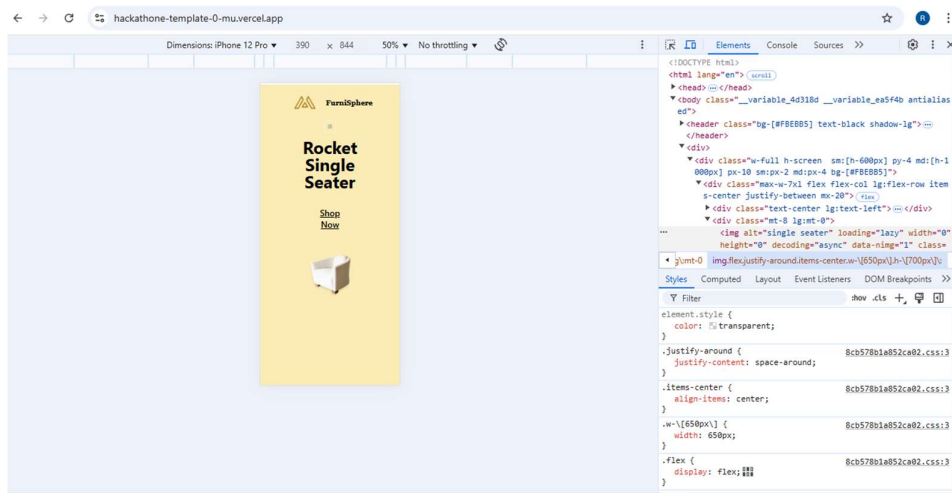 hackathone-template-0-mu.vercel.app
R
Dimensions: iPhone 12 Pro ▼ 390 × 844 50% ▼ No throttling ▼
Elements Console Sources
FurniSphere
Rocket
Single
Seater
Shop
Now
<!DOCTYPE html>
<html lang="en"> scroll
<head> ⋯ </head>
<body class="__variable_4d318d __variable_ea5f4b antialias
ed">
<header class="bg-[#FBEBB5] text-black shadow-lg"> ⋯
</header>
<div>
<div class="w-full h-screen sm:[h-600px] py-4 md:[h-1
000px] px-10 sm:px-2 md:px-4 bg-[#FBEBB5]">
<div class="max-w-7xl flex flex-col lg:flex-row item
s-center justify-between mx-20"> flex
<div class="text-center lg:text-left"> ⋯ </div>
<div class="mt-8 lg:mt-0">
<img alt="single seater" loading="lazy" width="0"
height="0" decoding="async" data-nimg="1" class=
g\:mt-0 img.flex.justify-around.items-center.w-\[650px\].h-\[700px\]\:
Styles Computed Layout Event Listeners DOM Breakpoints
Filter :hov .cls
element.style {
color: transparent;
}
.justify-around { 8cb578b1a852ca02.css:3
justify-content: space-around;
}
.items-center { 8cb578b1a852ca02.css:3
align-items: center;
}
.w-\[650px\] { 8cb578b1a852ca02.css:3
width: 650px;
}
.flex { 8cb578b1a852ca02.css:3
display: flex;
}